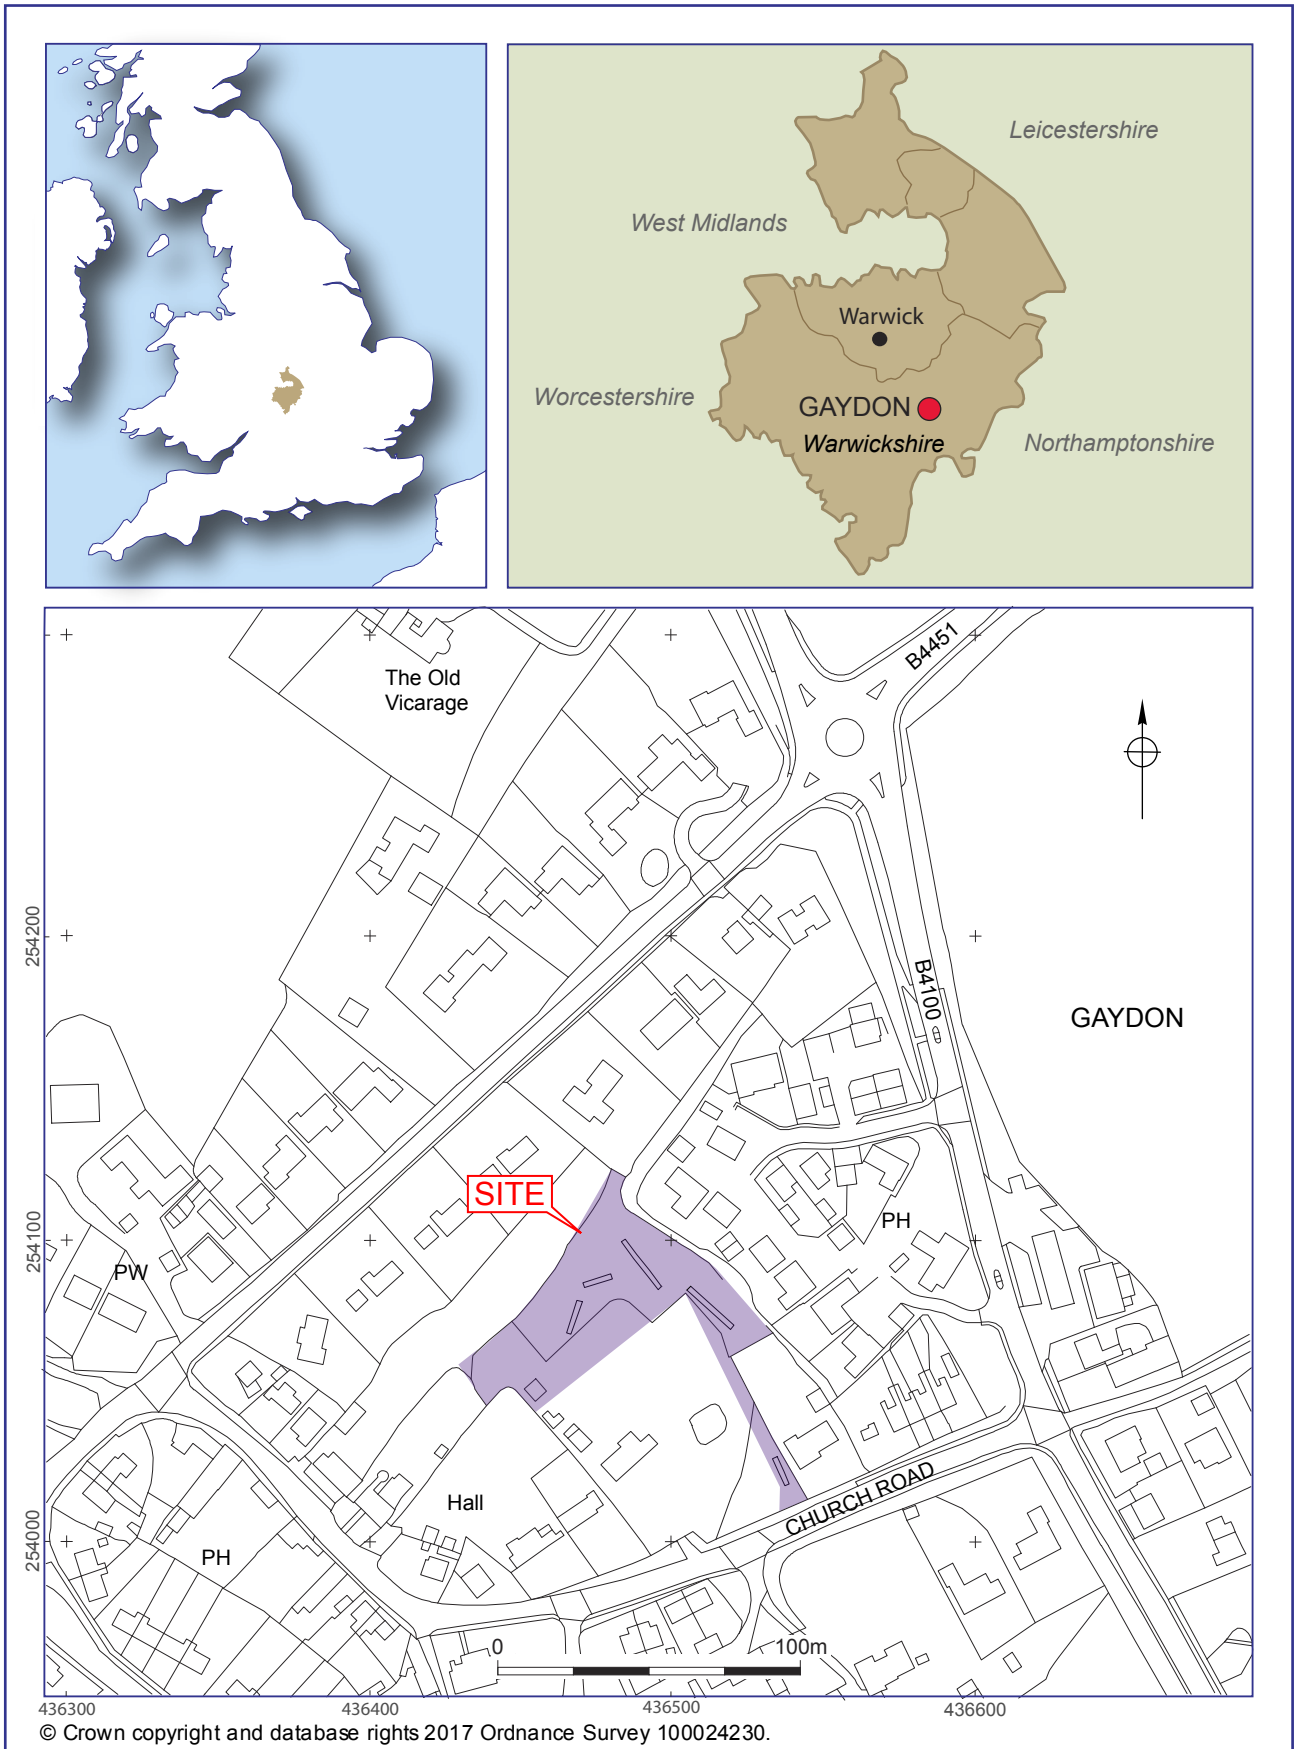 Leicestershire
West Midlands
Warwick
Worcestershire
GAYDON
Warwickshire
Northamptonshire
B4451
The Old
Vicarage
254200
B4100
GAYDON
SITE
PH
254100
PW
CHURCH ROAD
Hall
254000
PH
0
100m
436300
436400
436500
436600
© Crown copyright and database rights 2017 Ordnance Survey 100024230.